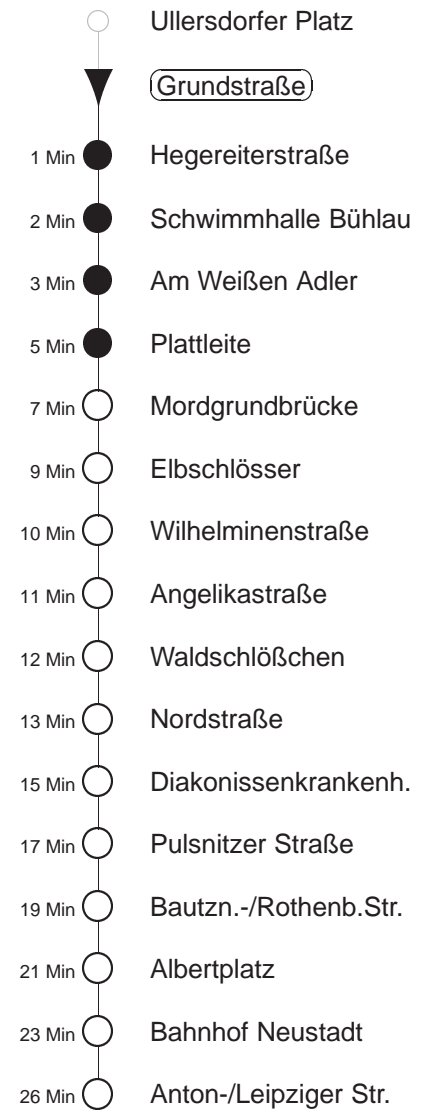 Ullersdorfer Platz
Grundstraße
1 Min Hegereiterstraße
2 Min Schwimmhalle Bühlau
3 Min Am Weißen Adler
5 Min Plattleite
7 Min Mordgrundbrücke
9 Min Elbschlösser
10 Min Wilhelminenstraße
11 Min Angelikastraße
12 Min Waldschlößchen
13 Min Nordstraße
15 Min Diakonissenkrankenh.
17 Min Pulsnitzer Straße
19 Min Bautzn.-/Rothenb.Str.
21 Min Albertplatz
23 Min Bahnhof Neustadt
26 Min Anton-/Leipziger Str.